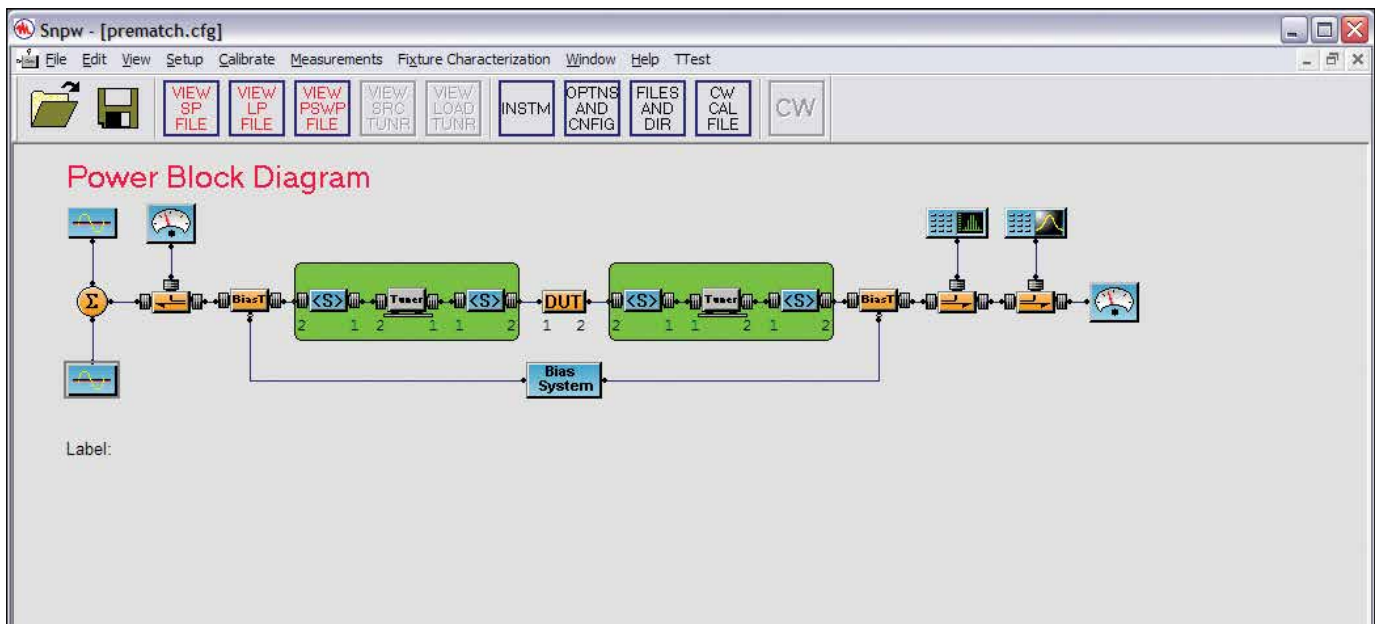 Snpw - [prematch.cfg]
File Edit View Setup Calibrate Measurements Fixture Characterization Window Help TTest
VIEW SP FILE
VIEW LP FILE
VIEW PSWP FILE
VIEW SRC TUNR
VIEW LOAD TUNR
INSTM
OPTNS AND CNFIG
FILES AND DIR
CW CAL FILE
CW
Power Block Diagram
Σ BiasT <S> Tuner <S> DUT <S> Tuner <S> BiasT
2 1 2 1 1 2 1 2 2 1 1 2 1 2
Bias
System
Label: